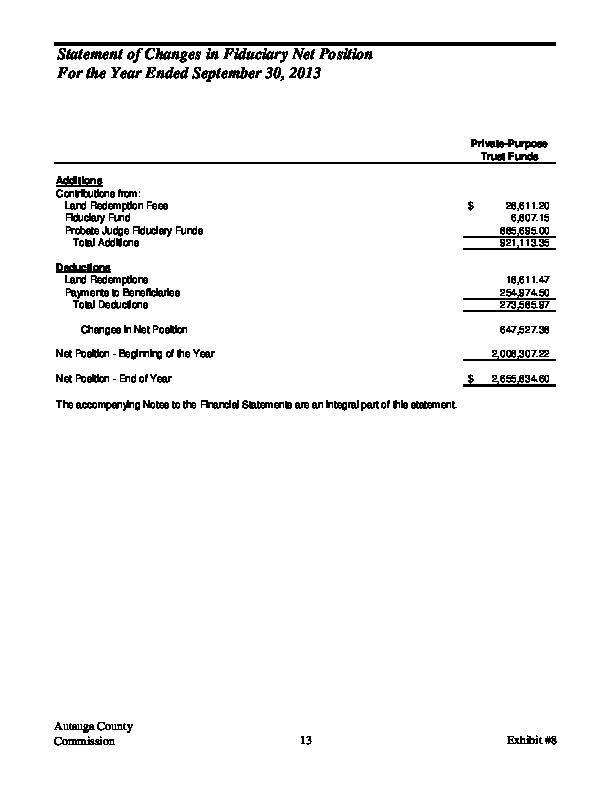 Statement of Changes in Fiduciary Net Position
For the Year Ended September 30, 2013
Private-Purpose
Trust Funds
Additions
Contributions from:
Land Redemption Fees $ 28,611.20
Fiduciary Fund 6,807.15
Probate Judge Fiduciary Funds 885,695.00
Total Additions 921,113.35
Deductions
Land Redemptions 18,611.47
Payments to Beneficiaries 254,974.50
Total Deductions 273,585.97
Changes in Net Position 647,527.38
Net Position - Beginning of the Year 2,008,307.22
Net Position - End of Year $ 2,655,834.60
The accompanying Notes to the Financial Statements are an integral part of this statement.
Autauga County
Commission 13 Exhibit #8